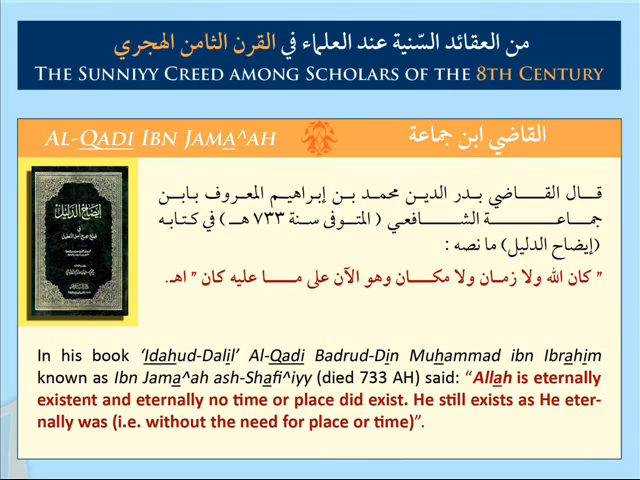 من العقائد السّنية عند العلماء في القرن الثامن الهجري
THE SUNNIYY CREED AMONG SCHOLARS OF THE 8TH CENTURY
AL-QADI IBN JAMA^AH
القاضي ابن جماعة
إيضاح الدليل
في
قال القاضي بدر الدين محمد بن إبراهيم المعروف بابن
جماعة الشافعي (المتوفى سنة ٧٣٣ هـ) في كتابه
(إيضاح الدليل) ما نصه :
" كان الله ولا زمان ولا مكان وهو الآن على ما عليه كان " اهـ.
In his book ‘Idahud-Dalil’ Al-Qadi Badrud-Din Muhammad ibn Ibrahim
known as Ibn Jama^ah ash-Shafi^iyy (died 733 AH) said: “Allah is eternally
existent and eternally no time or place did exist. He still exists as He eter-
nally was (i.e. without the need for place or time)”.